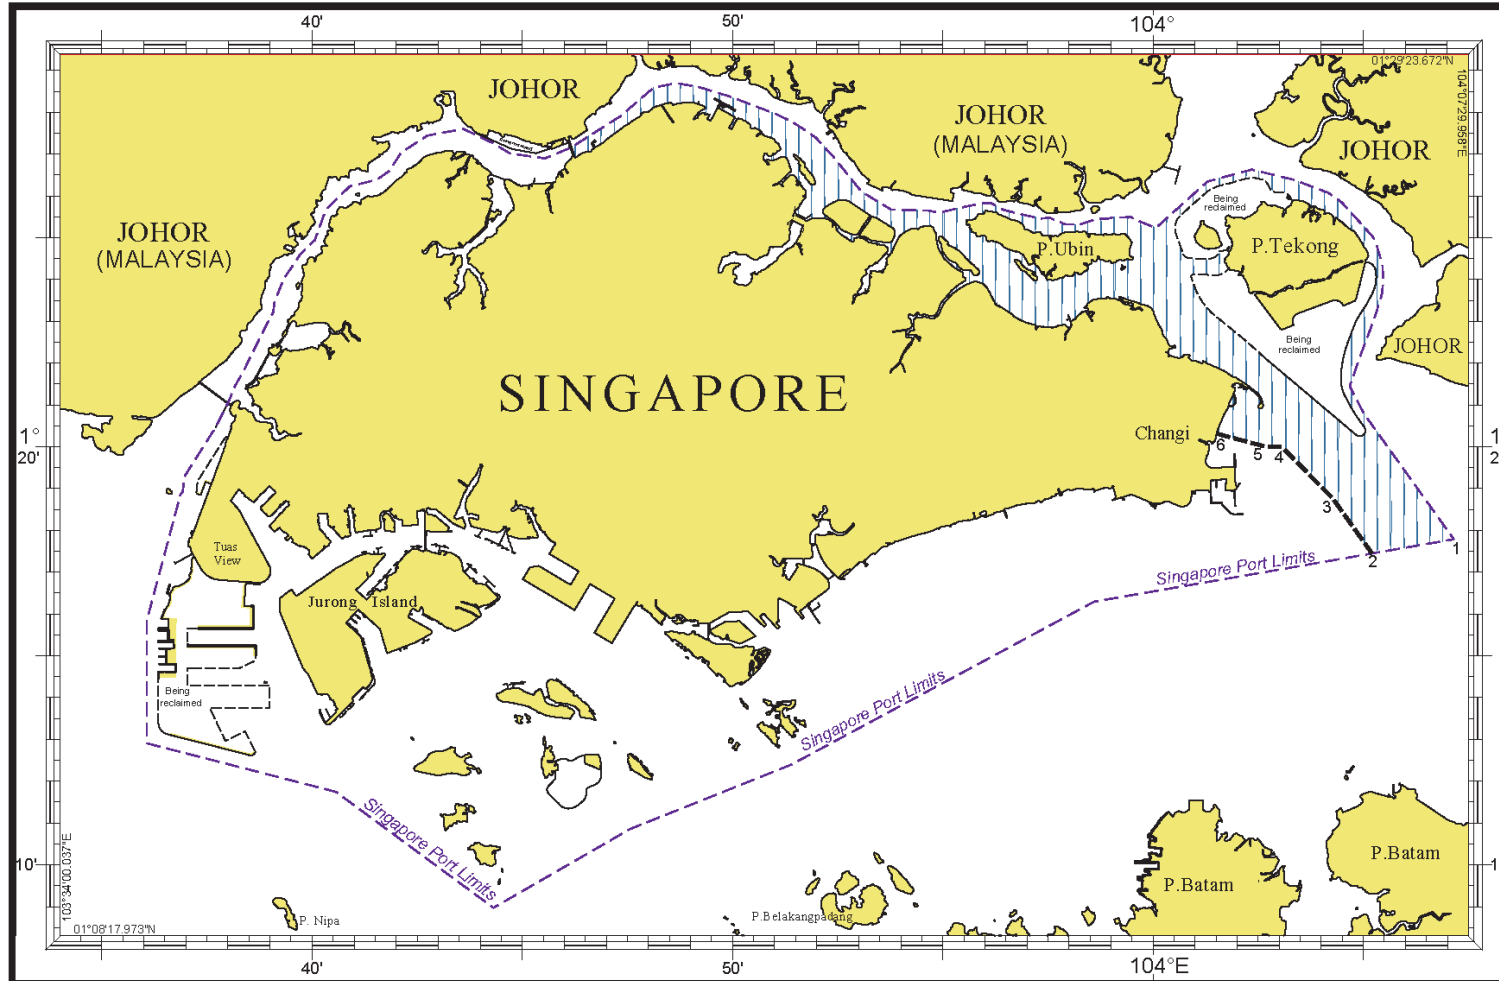 40'
50'
104°
01°29'23.672"N
104°07'29.958"E
JOHOR
JOHOR
(MALAYSIA)
JOHOR
Being
reclaimed
JOHOR
(MALAYSIA)
P.Ubin
P.Tekong
Being
reclaimed
JOHOR
SINGAPORE
Changi
1°
20'
1
2
6
5
4
3
2
1
Tuas
View
Singapore Port Limits
Jurong Island
Being
reclaimed
Singapore Port Limits
Singapore Port Limits
10'
1
103°34'00.037"E
01°08'17.973"N
P. Nipa
P.Belakangpadang
P.Batam
P.Batam
40'
50'
104°E